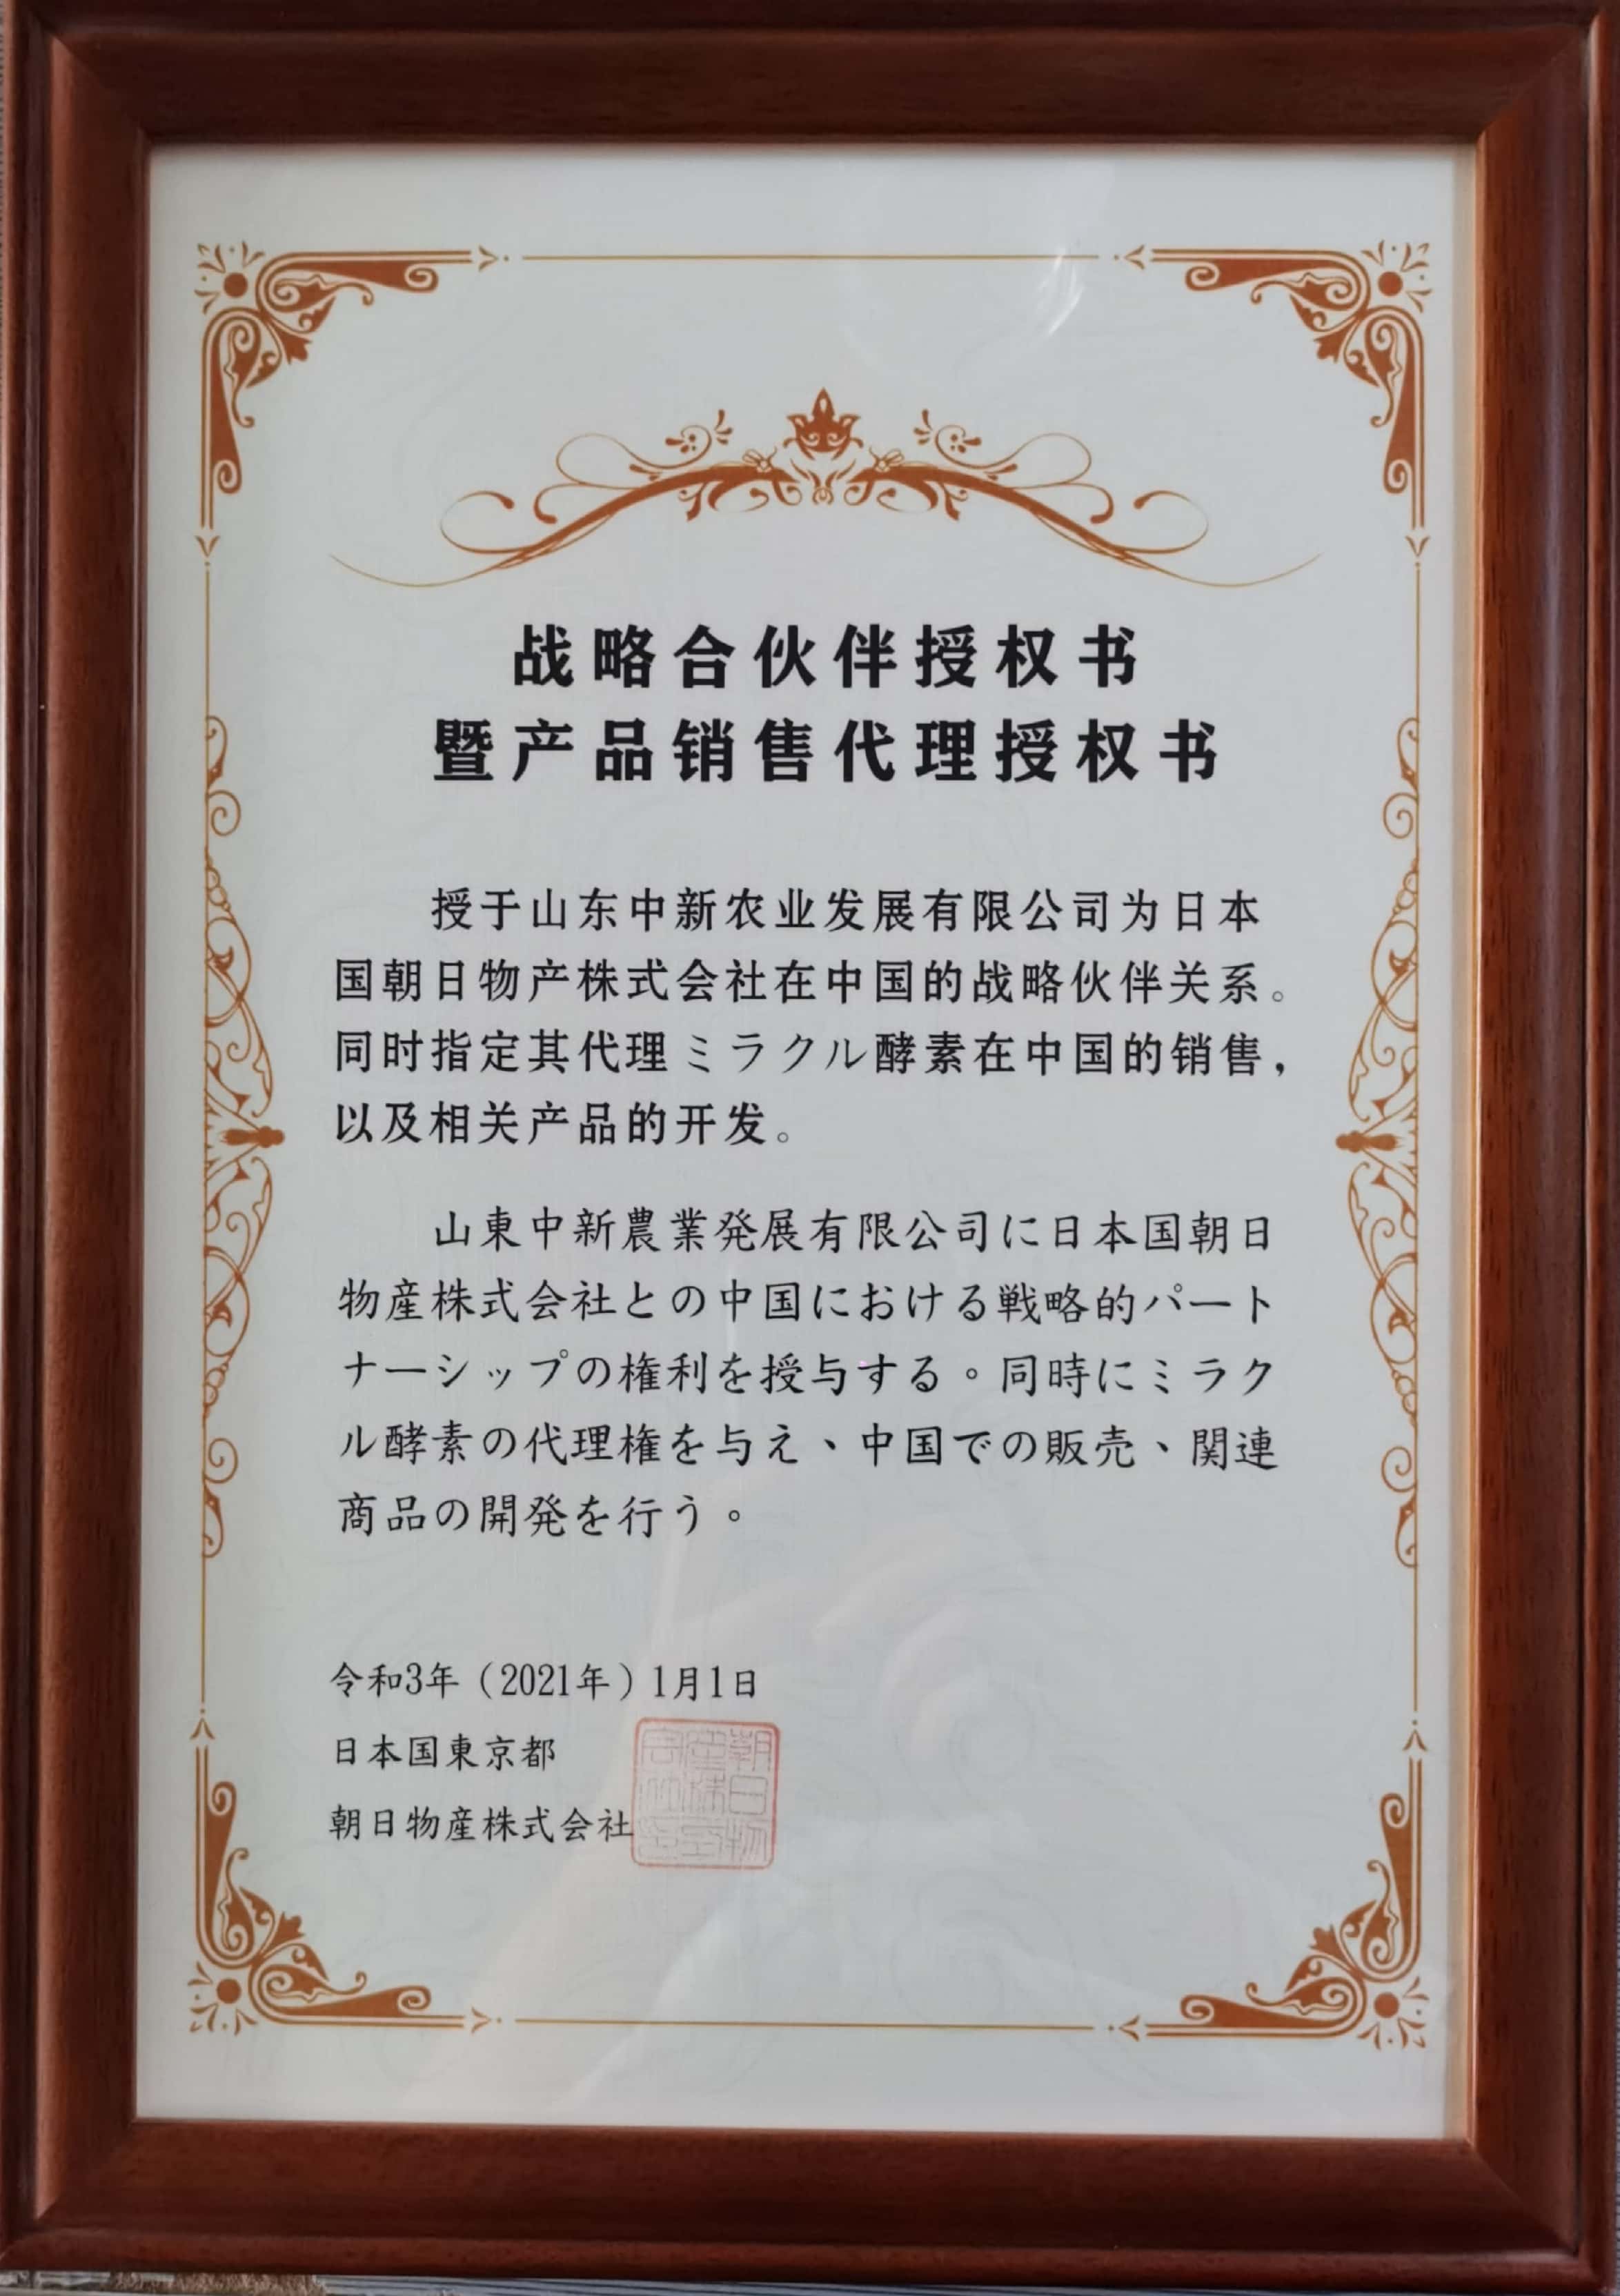 战略合伙伴授权书
暨产品销售代理授权书
授于山东中新农业发展有限公司为日本
国朝日物产株式会社在中国的战略伙伴关系。
同时指定其代理ミラクル酵素在中国的销售，
以及相关产品的开发。
山東中新農業発展有限公司に日本国朝日
物産株式会社との中国における戦略的パート
ナーシップの権利を授与する。同時にミラク
ル酵素の代理権を与え、中国での販売、関連
商品の開発を行う。
令和3年（2021年）1月1日
日本国東京都
朝日物産株式会社